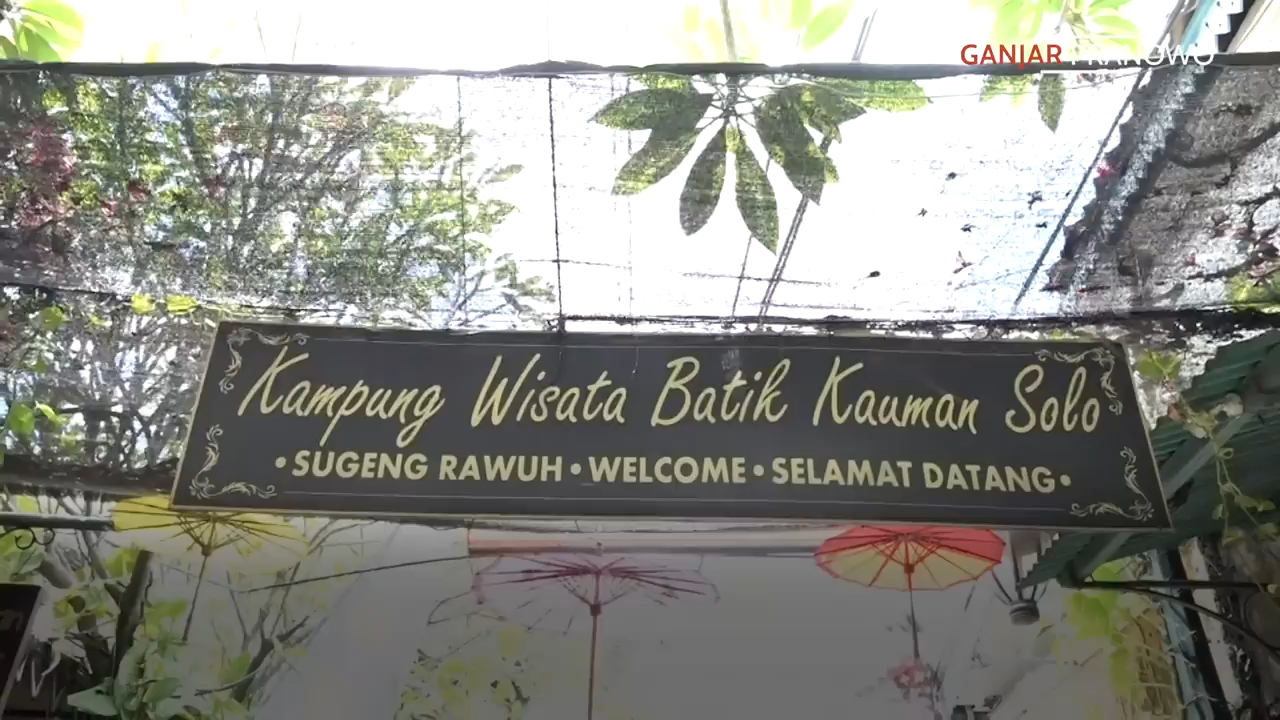 GANJAR PRANOWO
Kampung Wisata Batik Kauman Solo
•SUGENG RAWUH•WELCOME•SELAMAT DATANG•